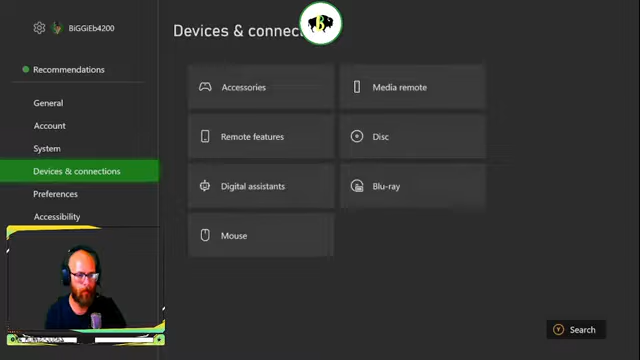 BiGGiEb4200
Devices & connect
Recommendations
General
Account
System
Devices & connections
Preferences
Accessibility
Accessories
Media remote
Remote features
Disc
Digital assistants
Blu-ray
Mouse
Y Search